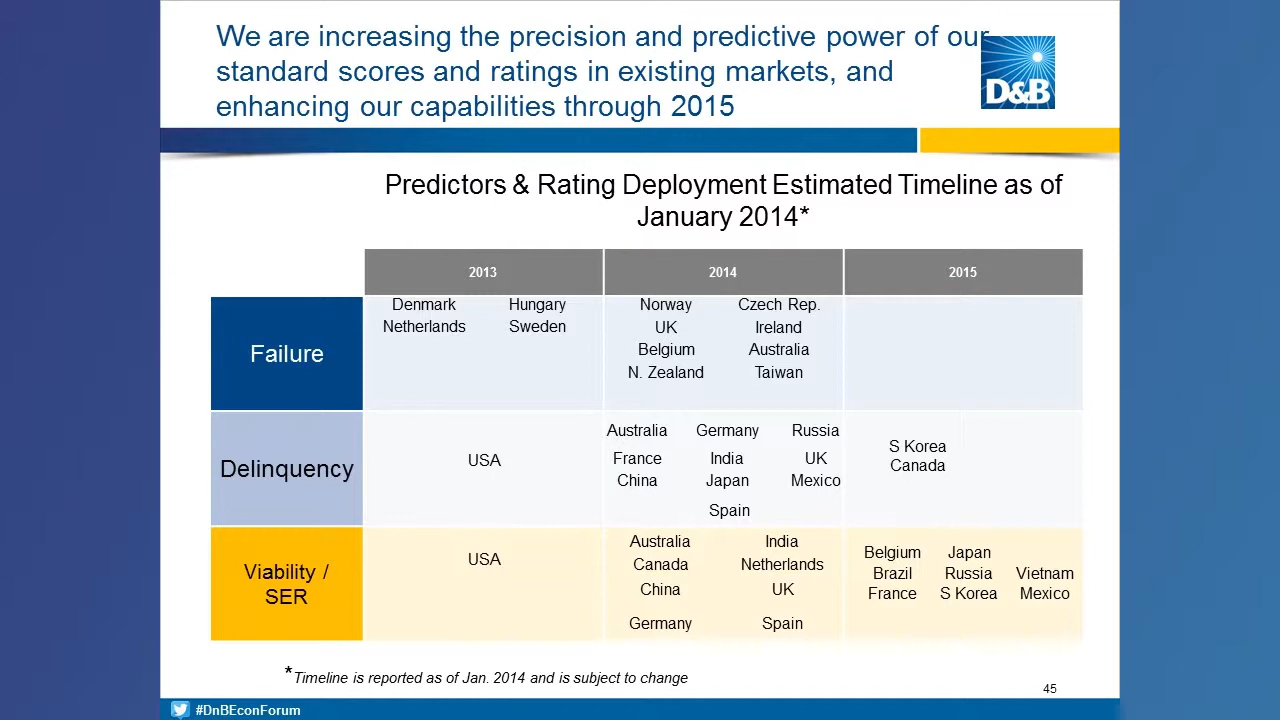 We are increasing the precision and predictive power of our
standard scores and ratings in existing markets, and
enhancing our capabilities through 2015
D&B
Predictors & Rating Deployment Estimated Timeline as of
January 2014*
2013 2014 2015
Failure
Denmark Hungary
Netherlands Sweden
Norway Czech Rep.
UK Ireland
Belgium Australia
N. Zealand Taiwan
Delinquency
USA
Australia Germany Russia
France India UK
China Japan Mexico
Spain
S Korea
Canada
Viability /
SER
USA
Australia India
Canada Netherlands
China UK
Germany Spain
Belgium Japan
Brazil Russia Vietnam
France S Korea Mexico
*Timeline is reported as of Jan. 2014 and is subject to change
45
#DnBEconForum